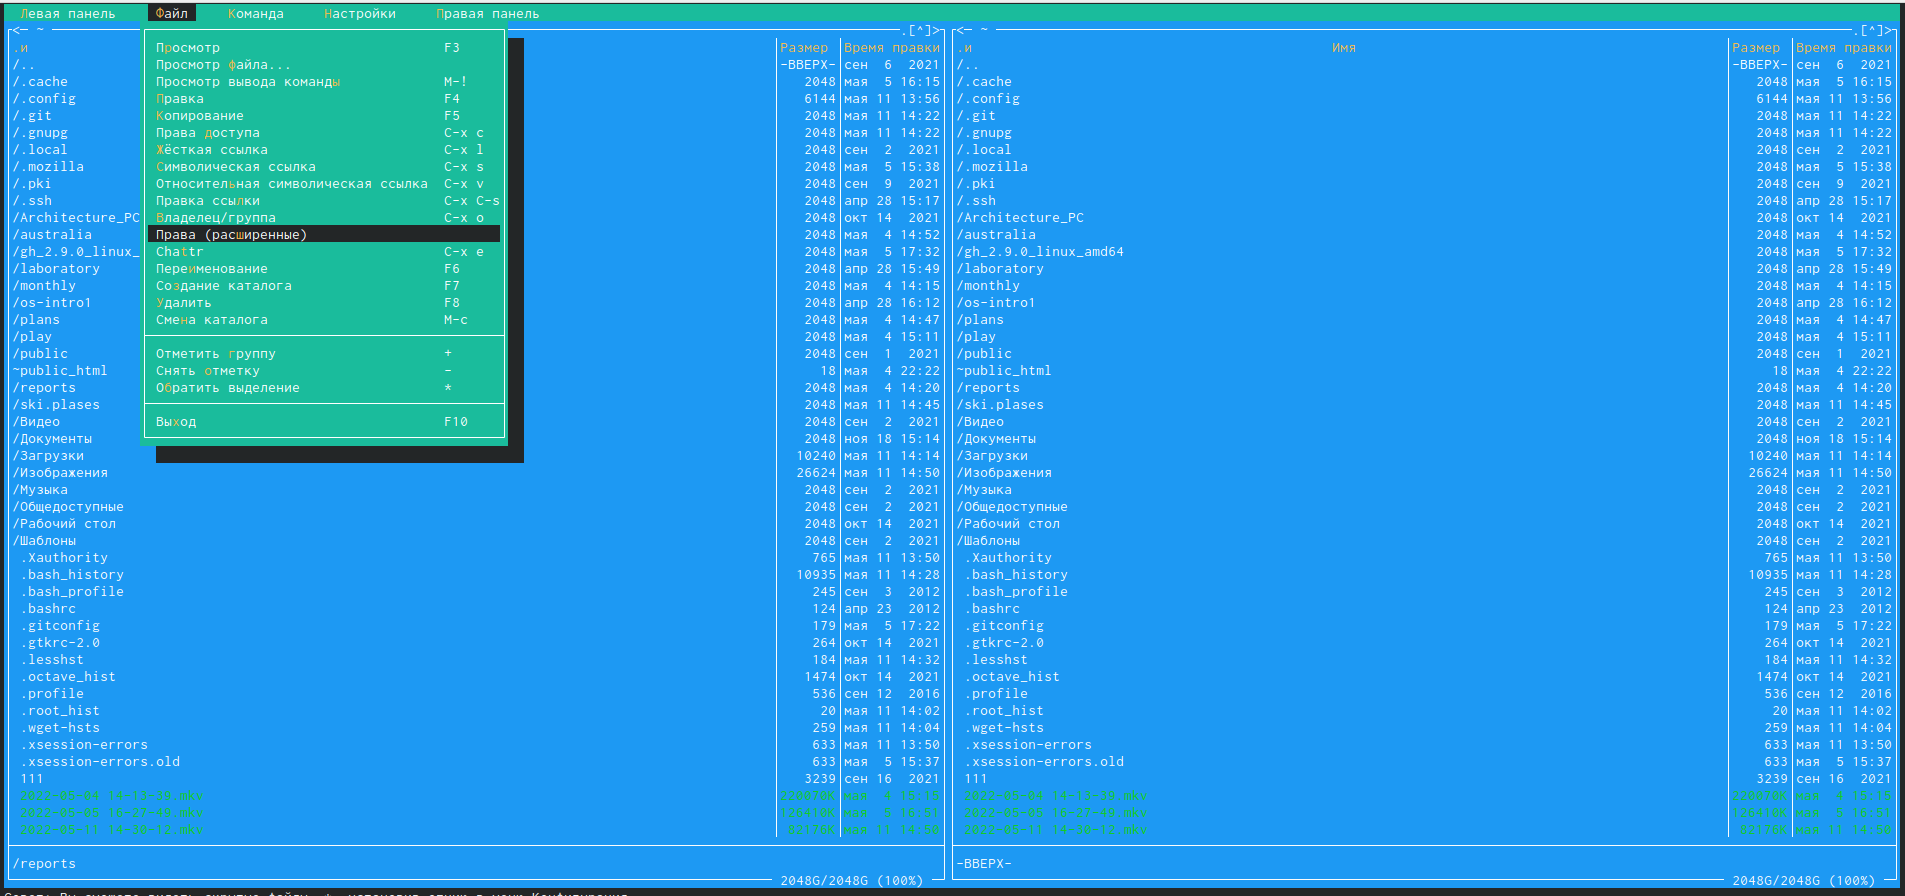 Левая панель Файл Команда Настройки Правая панель
<— ~ .[^]> <— ~ .[^]>
.и Размер Время правки .и Имя Размер Время правки
Просмотр F3
Просмотр файла...
Просмотр вывода команды M-!
Правка F4
Копирование F5
Права доступа C-x c
Жёсткая ссылка C-x l
Символическая ссылка C-x s
Относительная символическая ссылка C-x v
Правка ссылки C-x C-s
Владелец/группа C-x o
Права (расширенные)
Chattr C-x e
Переименование F6
Создание каталога F7
Удалить F8
Смена каталога M-c
Отметить группу +
Снять отметку -
Обратить выделение *
Выход F10
/.. -ВВЕРХ- сен 6 2021 /.. -ВВЕРХ- сен 6 2021
/.cache 2048 мая 5 16:15 /.cache 2048 мая 5 16:15
/.config 6144 мая 11 13:56 /.config 6144 мая 11 13:56
/.git 2048 мая 11 14:22 /.git 2048 мая 11 14:22
/.gnupg 2048 мая 11 14:22 /.gnupg 2048 мая 11 14:22
/.local 2048 сен 2 2021 /.local 2048 сен 2 2021
/.mozilla 2048 мая 5 15:38 /.mozilla 2048 мая 5 15:38
/.pki 2048 сен 9 2021 /.pki 2048 сен 9 2021
/.ssh 2048 апр 28 15:17 /.ssh 2048 апр 28 15:17
/Architecture_PC 2048 окт 14 2021 /Architecture_PC 2048 окт 14 2021
/australia 2048 мая 4 14:52 /australia 2048 мая 4 14:52
/gh_2.9.0_linux_ 2048 мая 5 17:32 /gh_2.9.0_linux_amd64 2048 мая 5 17:32
/laboratory 2048 апр 28 15:49 /laboratory 2048 апр 28 15:49
/monthly 2048 мая 4 14:15 /monthly 2048 мая 4 14:15
/os-intro1 2048 апр 28 16:12 /os-intro1 2048 апр 28 16:12
/plans 2048 мая 4 14:47 /plans 2048 мая 4 14:47
/play 2048 мая 4 15:11 /play 2048 мая 4 15:11
/public 2048 сен 1 2021 /public 2048 сен 1 2021
~public_html 18 мая 4 22:22 ~public_html 18 мая 4 22:22
/reports 2048 мая 4 14:20 /reports 2048 мая 4 14:20
/ski.plases 2048 мая 11 14:45 /ski.plases 2048 мая 11 14:45
/Видео 2048 сен 2 2021 /Видео 2048 сен 2 2021
/Документы 2048 ноя 18 15:14 /Документы 2048 ноя 18 15:14
/Загрузки 10240 мая 11 14:14 /Загрузки 10240 мая 11 14:14
/Изображения 26624 мая 11 14:50 /Изображения 26624 мая 11 14:50
/Музыка 2048 сен 2 2021 /Музыка 2048 сен 2 2021
/Общедоступные 2048 сен 2 2021 /Общедоступные 2048 сен 2 2021
/Рабочий стол 2048 окт 14 2021 /Рабочий стол 2048 окт 14 2021
/Шаблоны 2048 сен 2 2021 /Шаблоны 2048 сен 2 2021
.Xauthority 765 мая 11 13:50 .Xauthority 765 мая 11 13:50
.bash_history 10935 мая 11 14:28 .bash_history 10935 мая 11 14:28
.bash_profile 245 сен 3 2012 .bash_profile 245 сен 3 2012
.bashrc 124 апр 23 2012 .bashrc 124 апр 23 2012
.gitconfig 179 мая 5 17:22 .gitconfig 179 мая 5 17:22
.gtkrc-2.0 264 окт 14 2021 .gtkrc-2.0 264 окт 14 2021
.lesshst 184 мая 11 14:32 .lesshst 184 мая 11 14:32
.octave_hist 1474 окт 14 2021 .octave_hist 1474 окт 14 2021
.profile 536 сен 12 2016 .profile 536 сен 12 2016
.root_hist 20 мая 11 14:02 .root_hist 20 мая 11 14:02
.wget-hsts 259 мая 11 14:04 .wget-hsts 259 мая 11 14:04
.xsession-errors 633 мая 11 13:50 .xsession-errors 633 мая 11 13:50
.xsession-errors.old 633 мая 5 15:37 .xsession-errors.old 633 мая 5 15:37
111 3239 сен 16 2021 111 3239 сен 16 2021
/reports -ВВЕРХ-
2048G/2048G (100%) 2048G/2048G (100%)